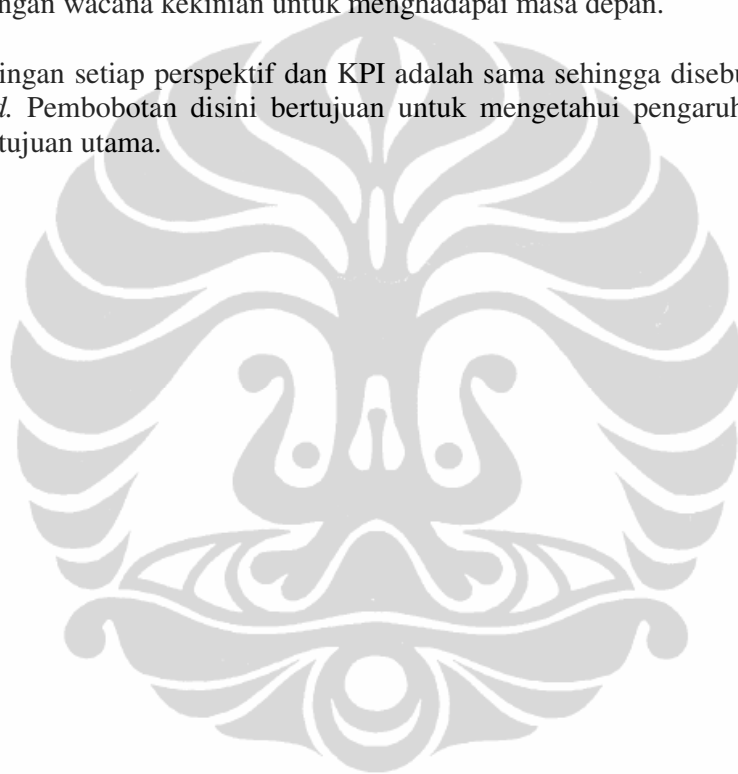 ngan wacana kekinian untuk menghadapai masa depan.
ingan setiap perspektif dan KPI adalah sama sehingga disebu
d. Pembobotan disini bertujuan untuk mengetahui pengaruh
tujuan utama.